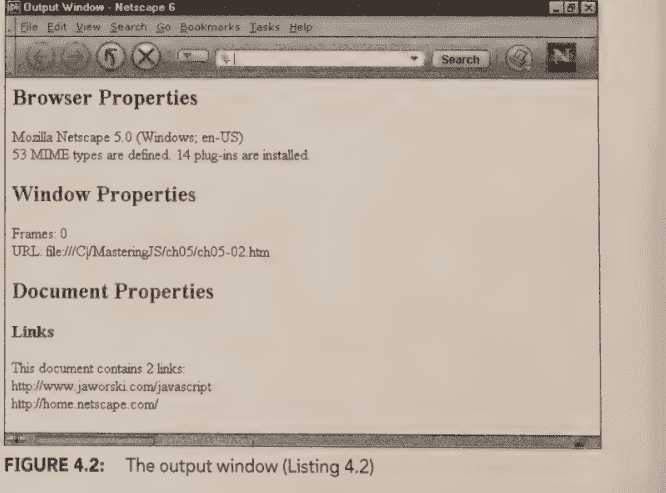 Output Window - Netscape 6
File Edit View Search Go Bookmarks Tasks Help
Search
N
Browser Properties
Mozilla Netscape 5.0 (Windows; en-US)
53 MIME types are defined. 14 plug-ins are installed.
Window Properties
Frames: 0
URL: file:///C|/MasteringJS/ch05/ch05-02.htm
Document Properties
Links
This document contains 2 links:
http://www.jaworski.com/javascript
http://home.netscape.com/
FIGURE 4.2: The output window (Listing 4.2)